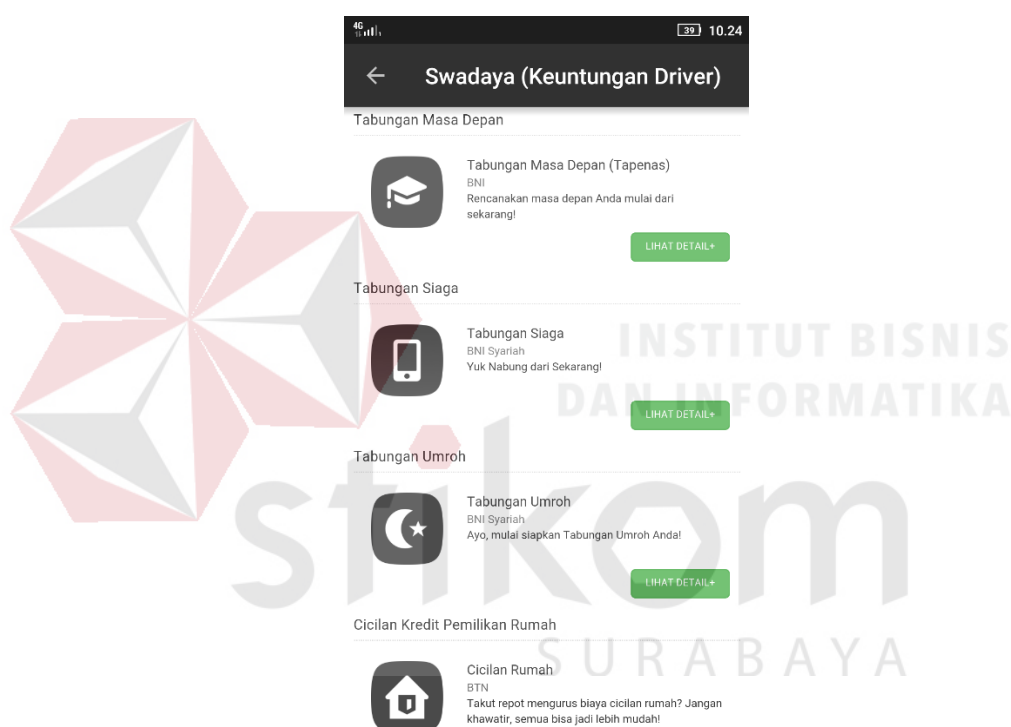 4G
39 10.24
Swadaya (Keuntungan Driver)
Tabungan Masa Depan
Tabungan Masa Depan (Tapenas)
BNI
Rencanakan masa depan Anda mulai dari
sekarang!
LIHAT DETAIL+
Tabungan Siaga
Tabungan Siaga
BNI Syariah
Yuk Nabung dari Sekarang!
LIHAT DETAIL+
Tabungan Umroh
Tabungan Umroh
BNI Syariah
Ayo, mulai siapkan Tabungan Umroh Anda!
LIHAT DETAIL+
Cicilan Kredit Pemilikan Rumah
Cicilan Rumah
BTN
Takut repot mengurus biaya cicilan rumah? Jangan
khawatir, semua bisa jadi lebih mudah!
INSTITUT BISNIS
DAN INFORMATIKA
stikom
SURABAYA